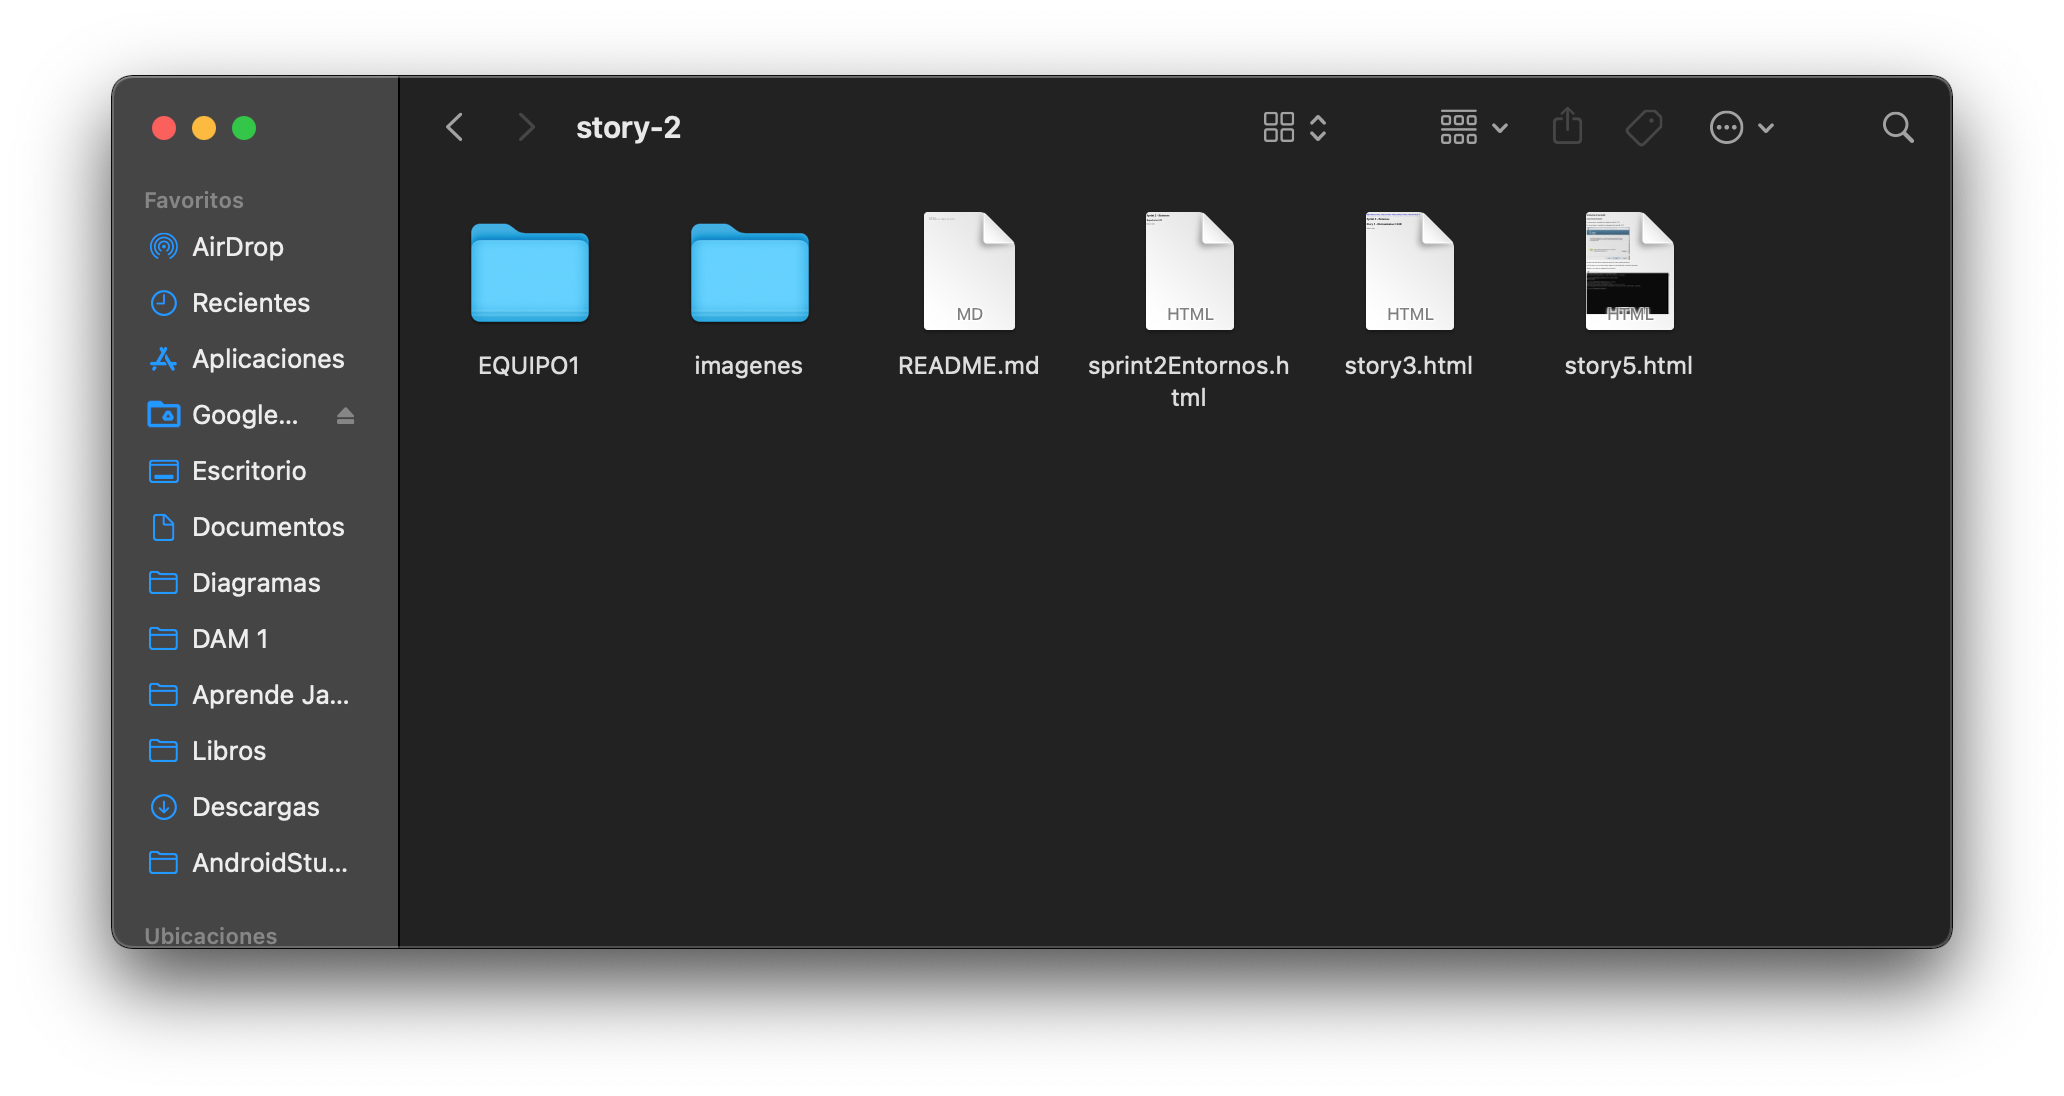 story-2
Favoritos
AirDrop
Recientes
Aplicaciones
Google...
Escritorio
Documentos
Diagramas
DAM 1
Aprende Ja...
Libros
Descargas
AndroidStu...
Ubicaciones
MD
HTML
HTML
HTML
EQUIPO1
imagenes
README.md
sprint2Entornos.h
tml
story3.html
story5.html